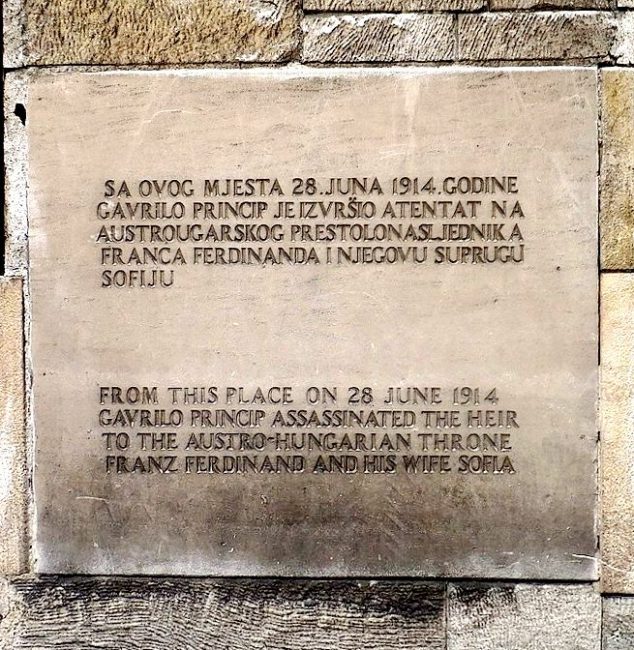 SA OVOG MJESTA 28. JUNA 1914. GODINE
GAVRILO PRINCIP JE IZVRŠIO ATENTAT NA
AUSTROUGARSKOG PRESTOLONASLJEDNIKA
FRANCA FERDINANDA I NJEGOVU SUPRUGU
SOFIJU
FROM THIS PLACE ON 28 JUNE 1914
GAVRILO PRINCIP ASSASSINATED THE HEIR
TO THE AUSTRO-HUNGARIAN THRONE
FRANZ FERDINAND AND HIS WIFE SOFIA